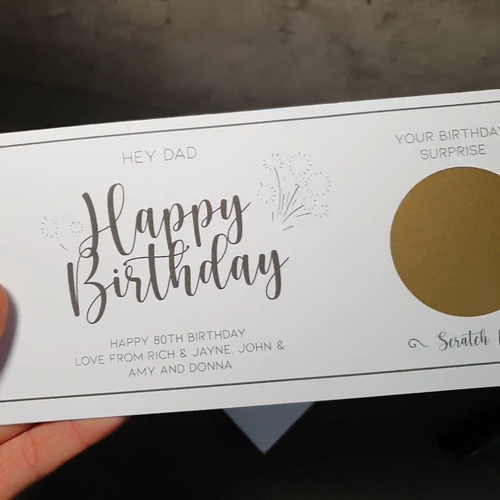 HEY DAD
Happy
Birthday
HAPPY 80TH BIRTHDAY
LOVE FROM RICH & JAYNE, JOHN &
AMY AND DONNA
YOUR BIRTHDAY
SURPRISE
Scratch